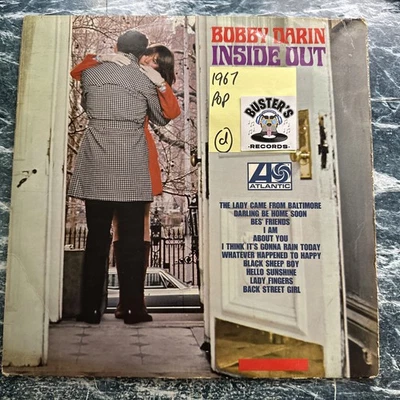 BOBBY DARIN
INSIDE OUT
1967
POP
(d)
BUSTER'S
RECORDS
ATLANTIC
THE LADY CAME FROM BALTIMORE
DARLING BE HOME SOON
BES' FRIENDS
I AM
ABOUT YOU
I THINK IT'S GONNA RAIN TODAY
WHATEVER HAPPENED TO HAPPY
BLACK SHEEP BOY
HELLO SUNSHINE
LADY FINGERS
BACK STREET GIRL